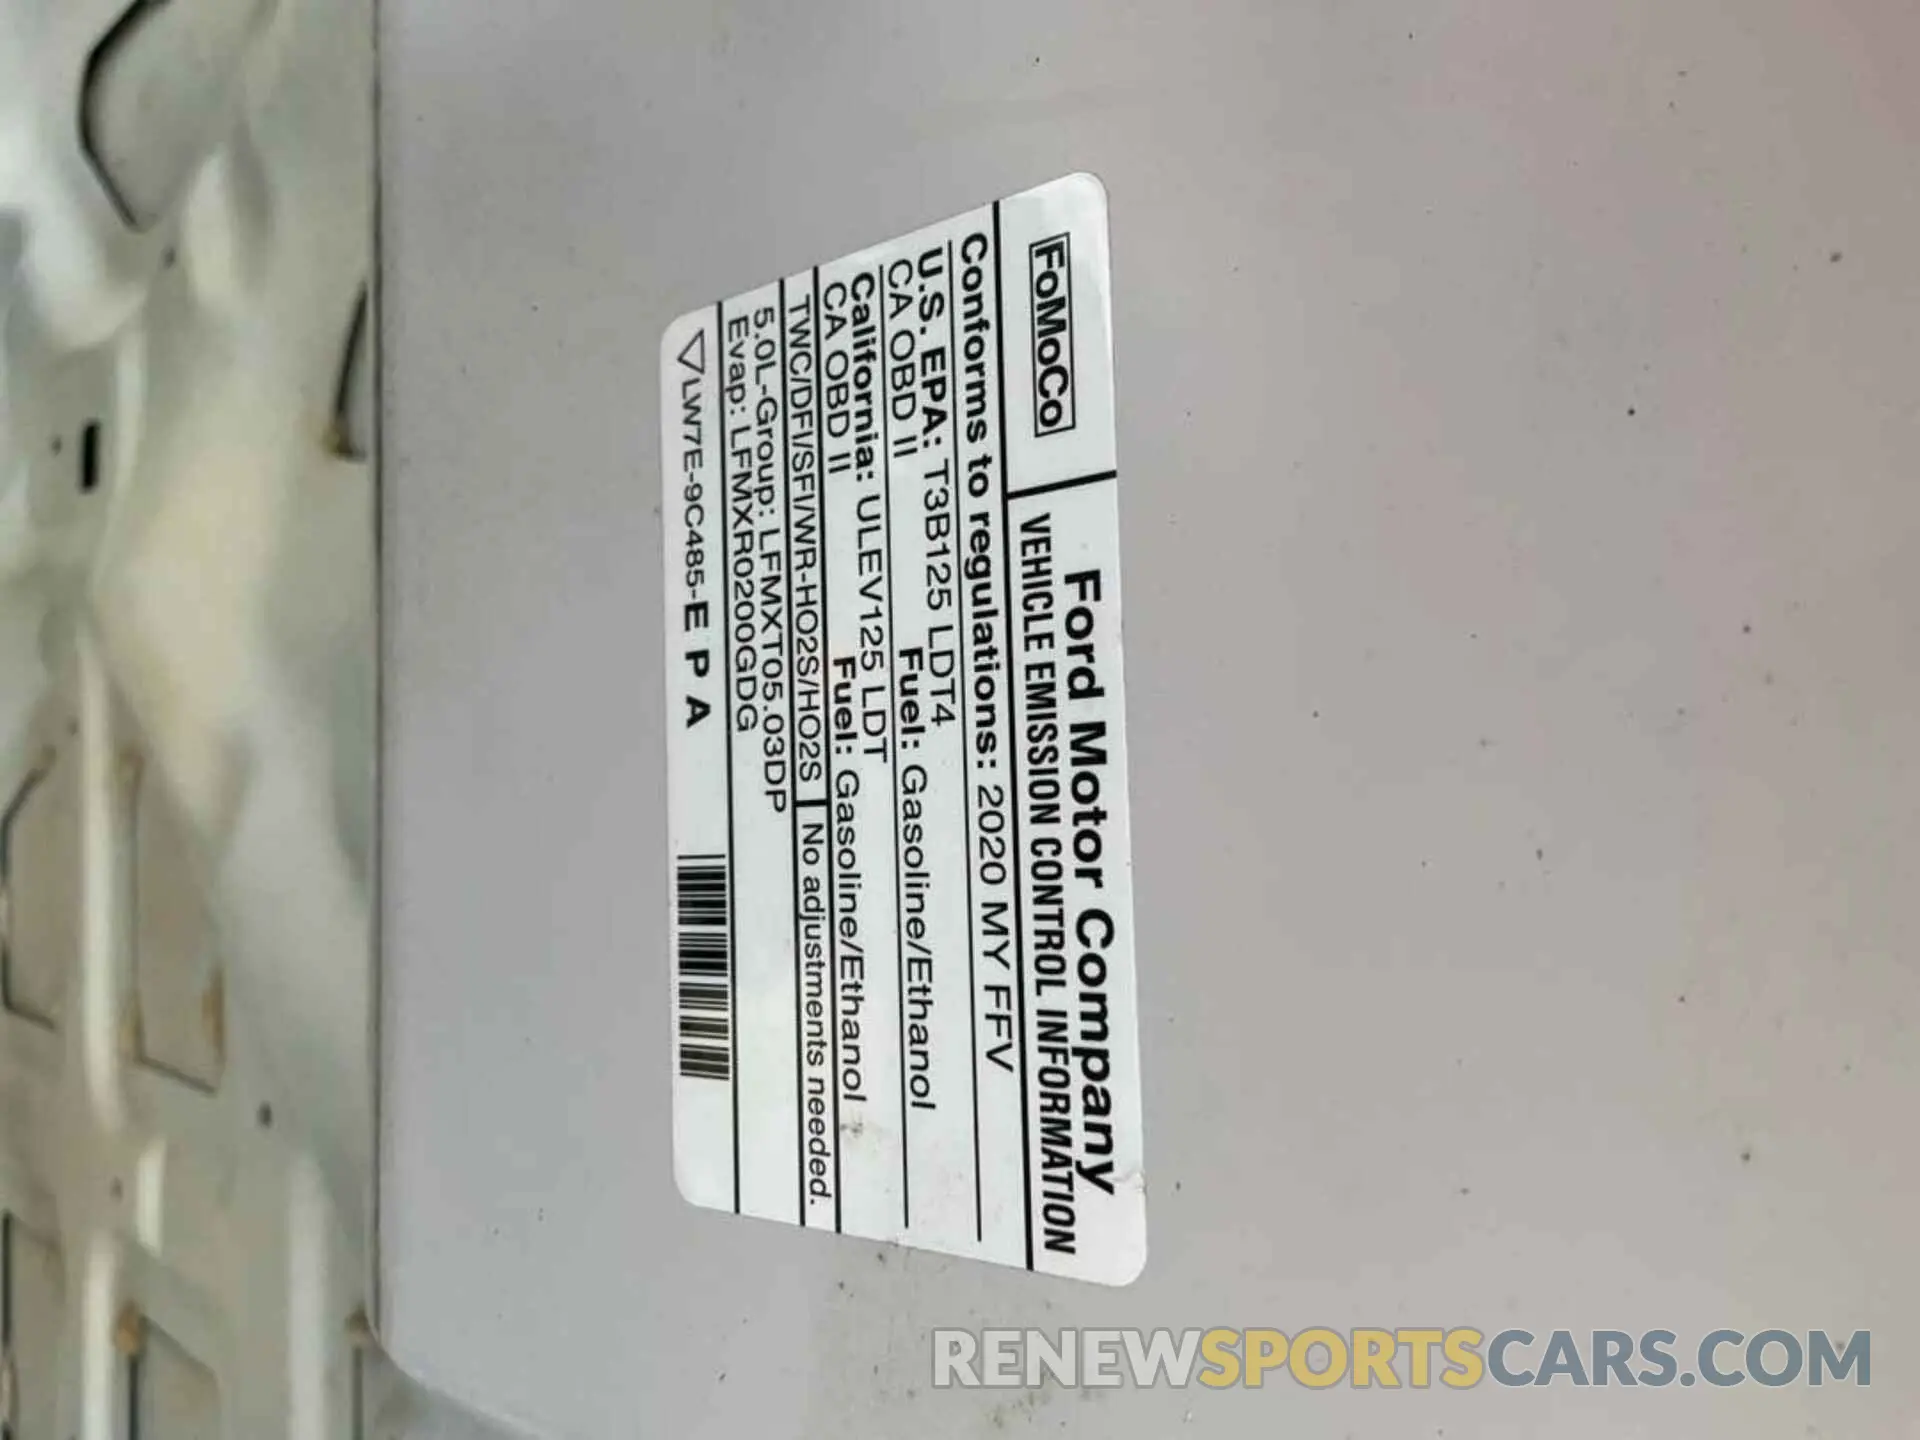 FoMoCo
Ford Motor Company
VEHICLE EMISSION CONTROL INFORMATION
Conforms to regulations: 2020 MY FFV
U.S. EPA: T3B125 LDT4
CA OBD II Fuel: Gasoline/Ethanol
California: ULEV125 LDT
CA OBD II Fuel: Gasoline/Ethanol
TWC/DFI/SFI/WR-HO2S/HO2S No adjustments needed.
5.0L-Group: LFMXT05.03DP
Evap: LFMXR0200GDG
LW7E-9C485-E P A
RENEWSPORTSCARS.COM